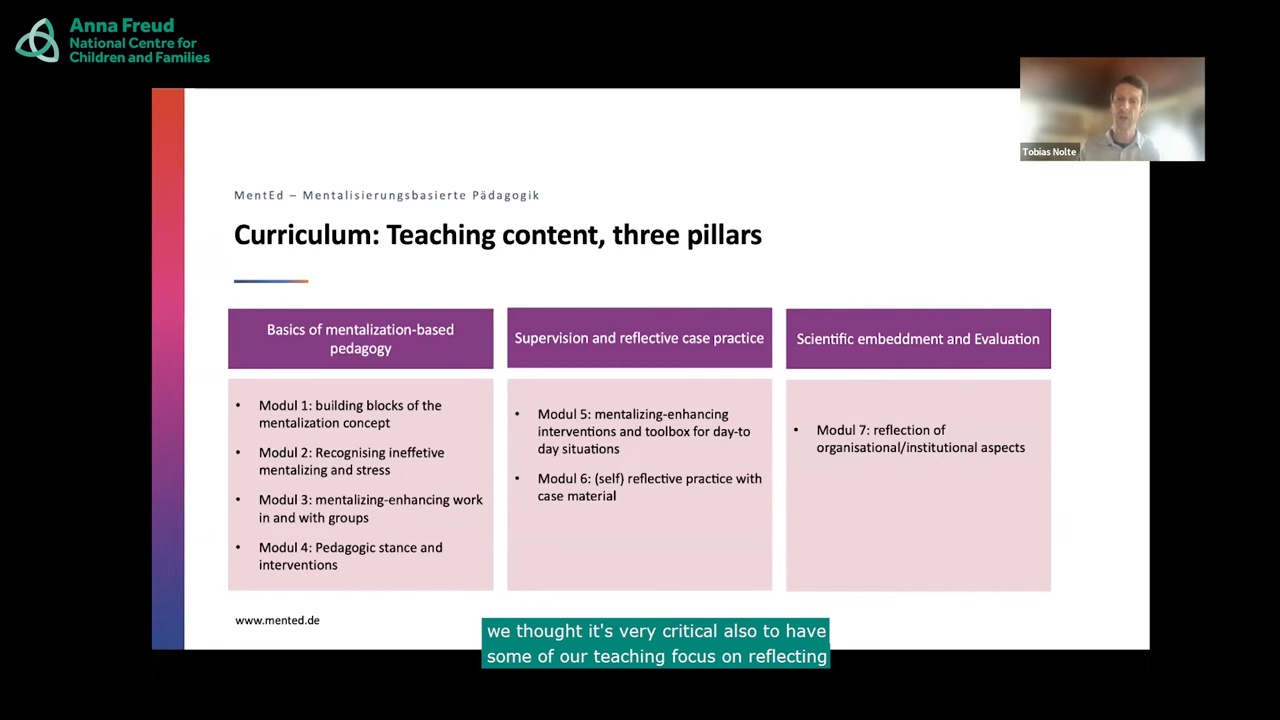 Anna Freud
National Centre for
Children and Families
Tobias Nolte
MentEd – Mentalisierungsbasierte Pädagogik
Curriculum: Teaching content, three pillars
Basics of mentalization-based
pedagogy
• Modul 1: building blocks of the
mentalization concept
• Modul 2: Recognising ineffetive
mentalizing and stress
• Modul 3: mentalizing-enhancing work
in and with groups
• Modul 4: Pedagogic stance and
interventions
Supervision and reflective case practice
• Modul 5: mentalizing-enhancing
interventions and toolbox for day-to
day situations
• Modul 6: (self) reflective practice with
case material
Scientific embeddment and Evaluation
• Modul 7: reflection of
organisational/institutional aspects
www.mented.de
we thought it's very critical also to have
some of our teaching focus on reflecting